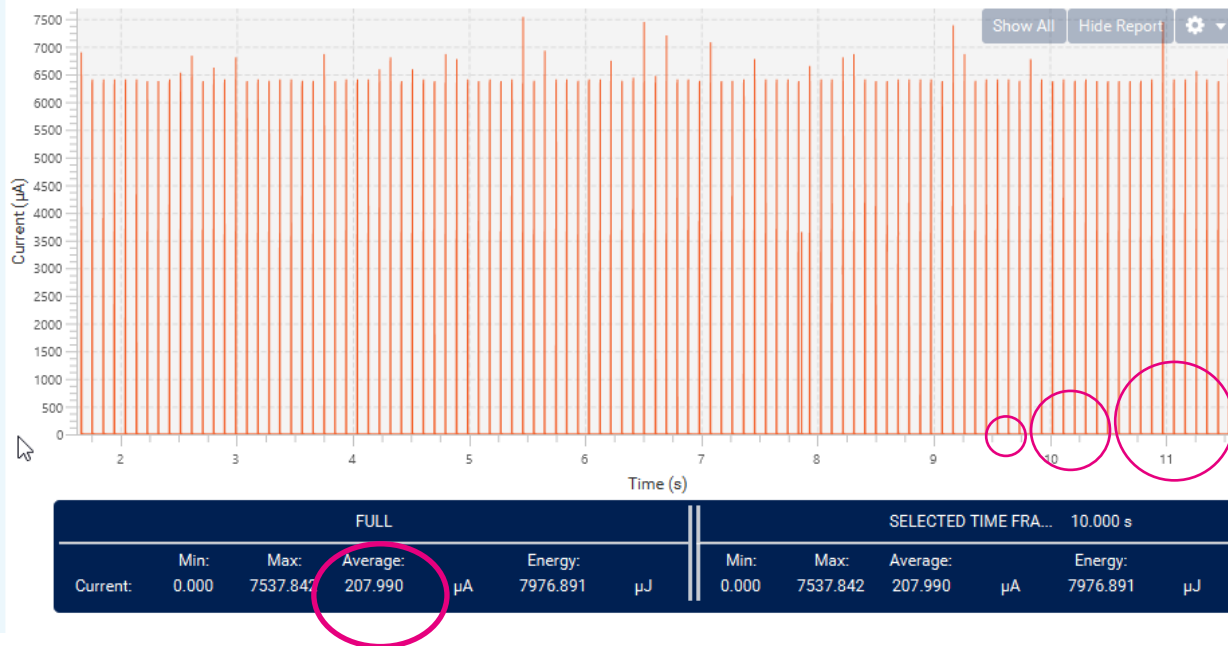 Show All Hide Report
7500
7000
6500
6000
5500
5000
4500
4000
3500
3000
2500
2000
1500
1000
500
0
Current (µA)
2 3 4 5 6 7 8 9 10 11
Time (s)
FULL SELECTED TIME FRA... 10.000 s
Min: Max: Average: Energy: Min: Max: Average: Energy:
Current: 0.000 7537.842 207.990 µA 7976.891 µJ 0.000 7537.842 207.990 µA 7976.891 µJ